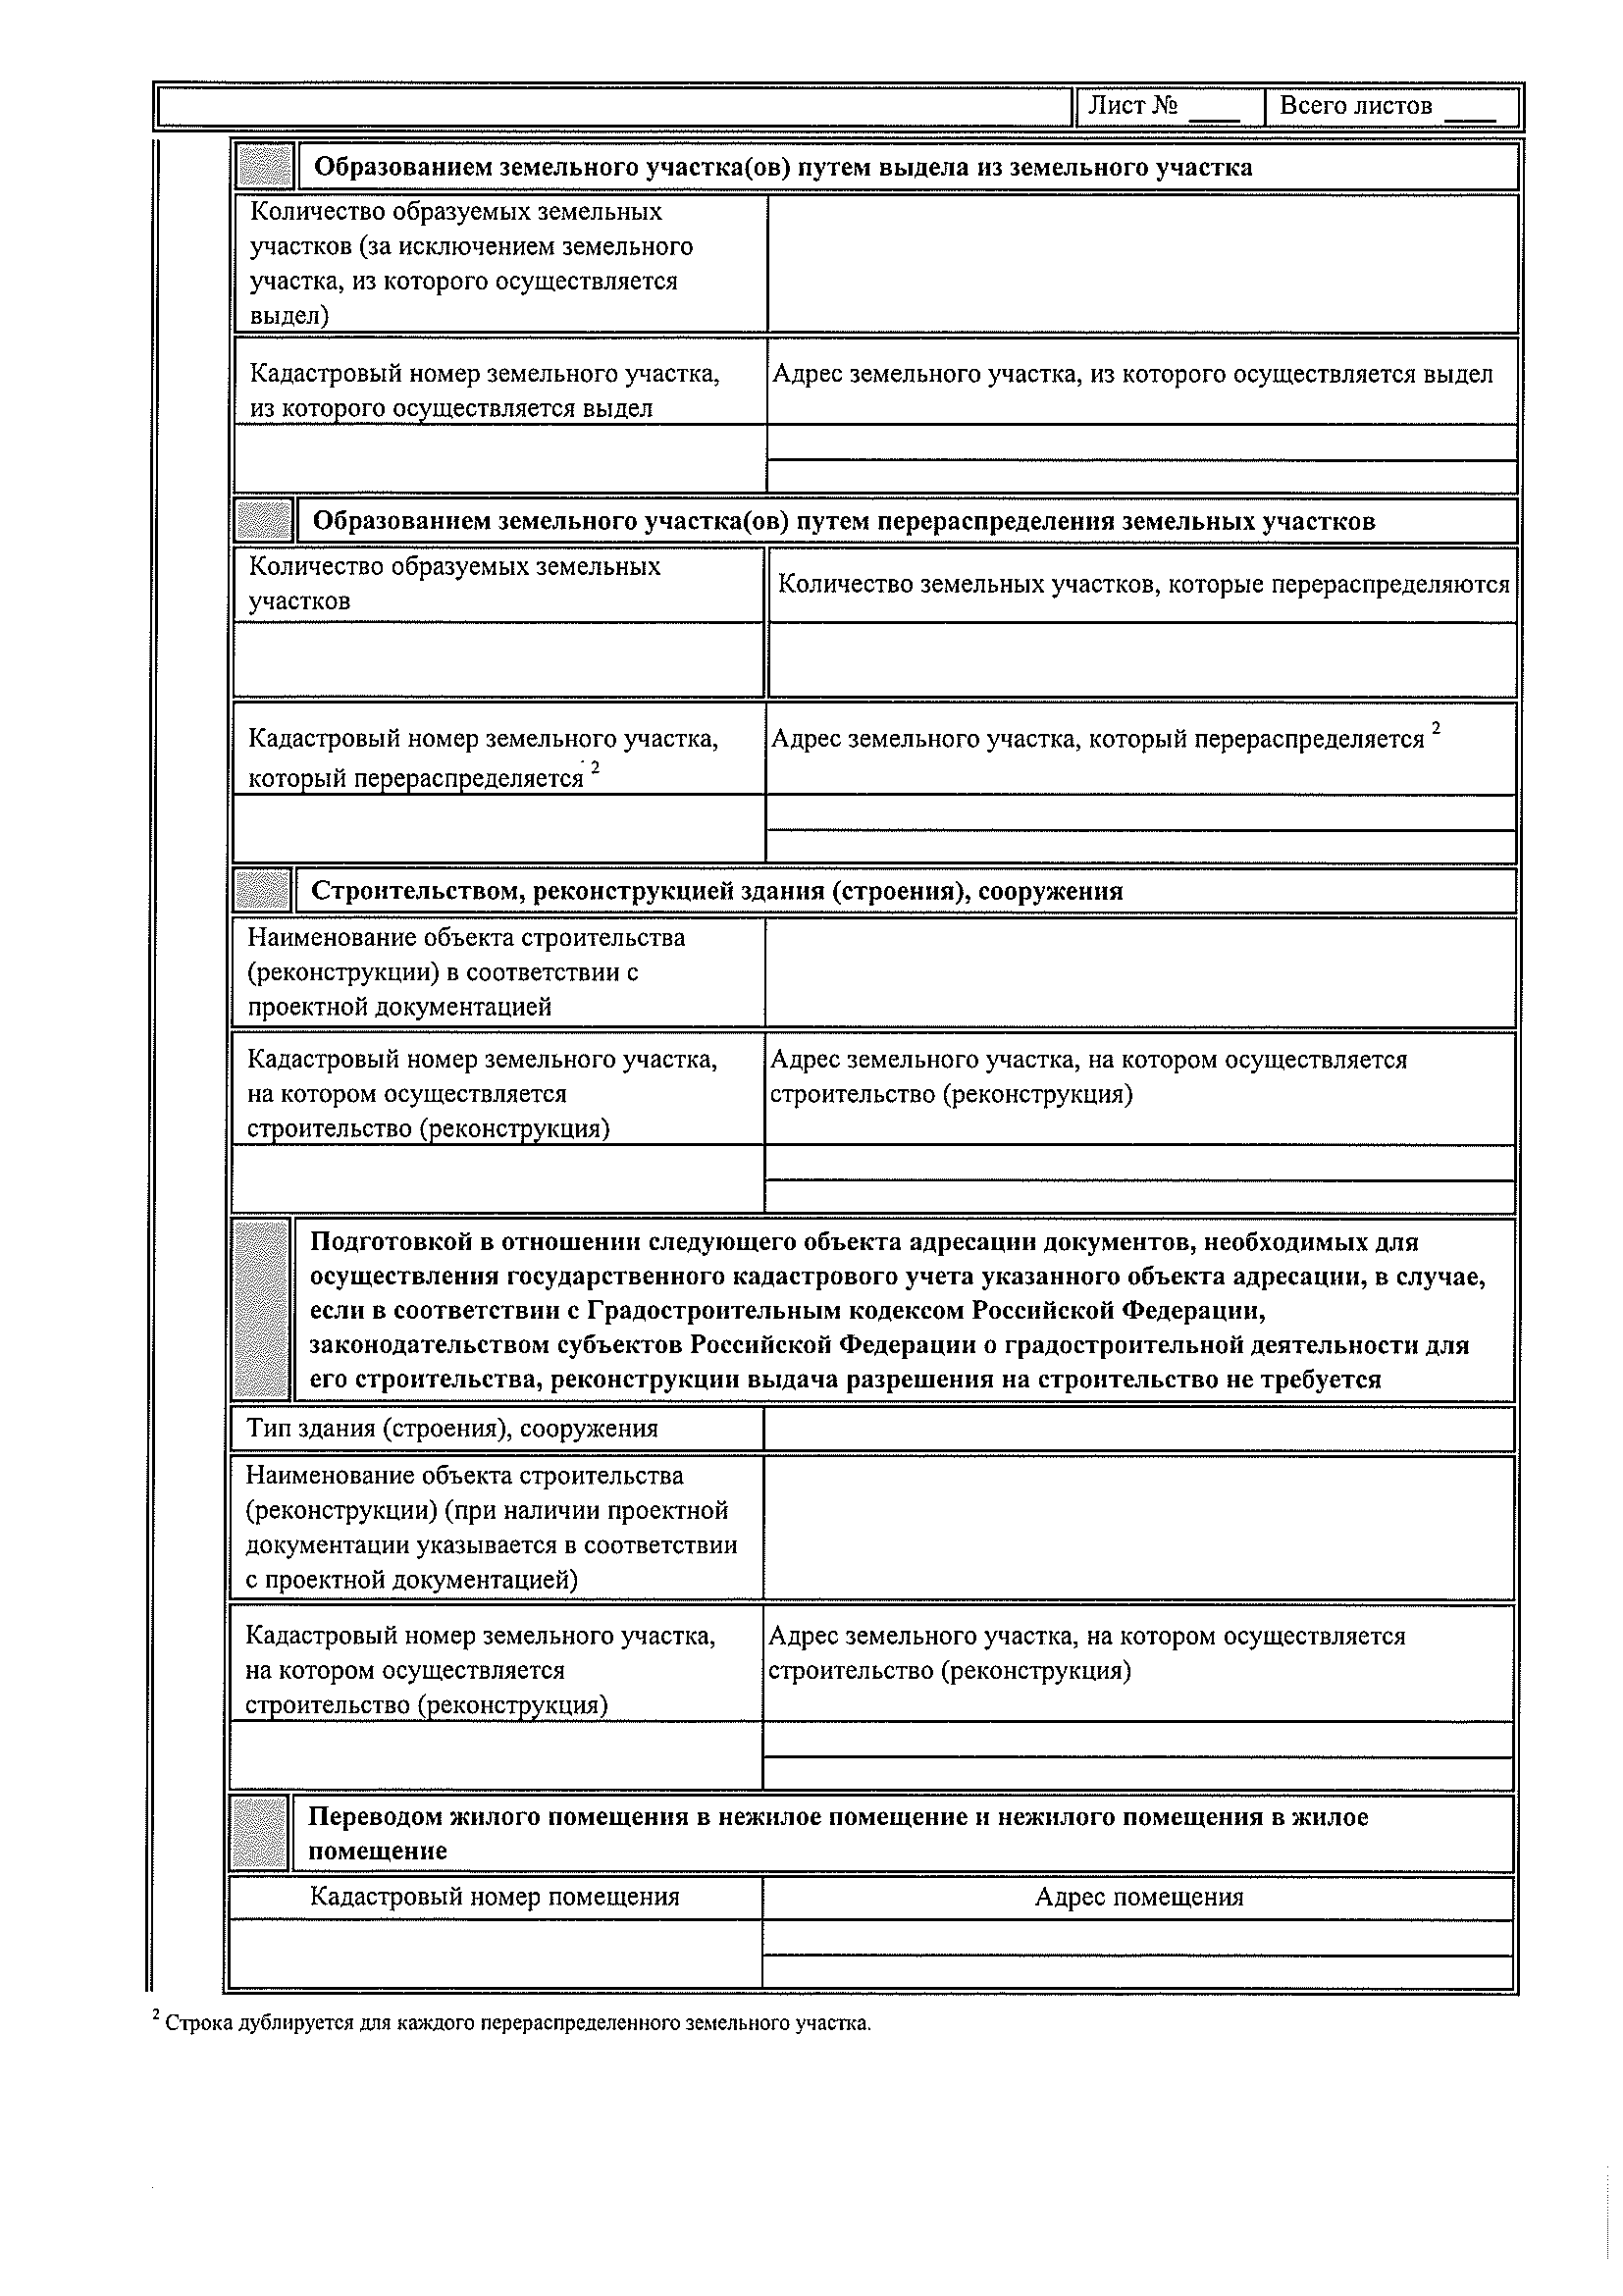 Лист № ____ Всего листов ____
Образованием земельного участка(ов) путем выдела из земельного участка
Количество образуемых земельных
участков (за исключением земельного
участка, из которого осуществляется
выдел)
Кадастровый номер земельного участка,
из которого осуществляется выдел
Адрес земельного участка, из которого осуществляется выдел
Образованием земельного участка(ов) путем перераспределения земельных участков
Количество образуемых земельных
участков
Количество земельных участков, которые перераспределяются
Кадастровый номер земельного участка,
который перераспределяется 2
Адрес земельного участка, который перераспределяется 2
Строительством, реконструкцией здания (строения), сооружения
Наименование объекта строительства
(реконструкции) в соответствии с
проектной документацией
Кадастровый номер земельного участка,
на котором осуществляется
строительство (реконструкция)
Адрес земельного участка, на котором осуществляется
строительство (реконструкция)
Подготовкой в отношении следующего объекта адресации документов, необходимых для
осуществления государственного кадастрового учета указанного объекта адресации, в случае,
если в соответствии с Градостроительным кодексом Российской Федерации,
законодательством субъектов Российской Федерации о градостроительной деятельности для
его строительства, реконструкции выдача разрешения на строительство не требуется
Тип здания (строения), сооружения
Наименование объекта строительства
(реконструкции) (при наличии проектной
документации указывается в соответствии
с проектной документацией)
Кадастровый номер земельного участка,
на котором осуществляется
строительство (реконструкция)
Адрес земельного участка, на котором осуществляется
строительство (реконструкция)
Переводом жилого помещения в нежилое помещение и нежилого помещения в жилое
помещение
Кадастровый номер помещения
Адрес помещения
2 Строка дублируется для каждого перераспределенного земельного участка.